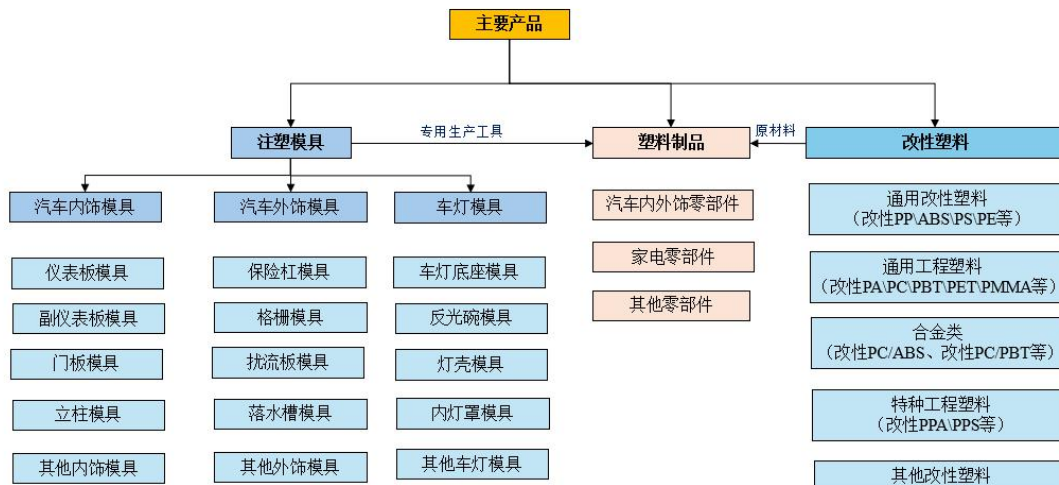 主要产品
注塑模具
专用生产工具
塑料制品
原材料
改性塑料
汽车内饰模具
汽车外饰模具
车灯模具
仪表板模具
副仪表板模具
门板模具
立柱模具
其他内饰模具
保险杠模具
格栅模具
扰流板模具
落水槽模具
其他外饰模具
车灯底座模具
反光碗模具
灯壳模具
内灯罩模具
其他车灯模具
汽车内外饰零部件
家电零部件
其他零部件
通用改性塑料
（改性PP\ABS\PS\PE等）
通用工程塑料
（改性PA\PC\PBT\PET\PMMA等）
合金类
（改性PC/ABS、改性PC/PBT等）
特种工程塑料
（改性PPA\PPS等）
其他改性塑料